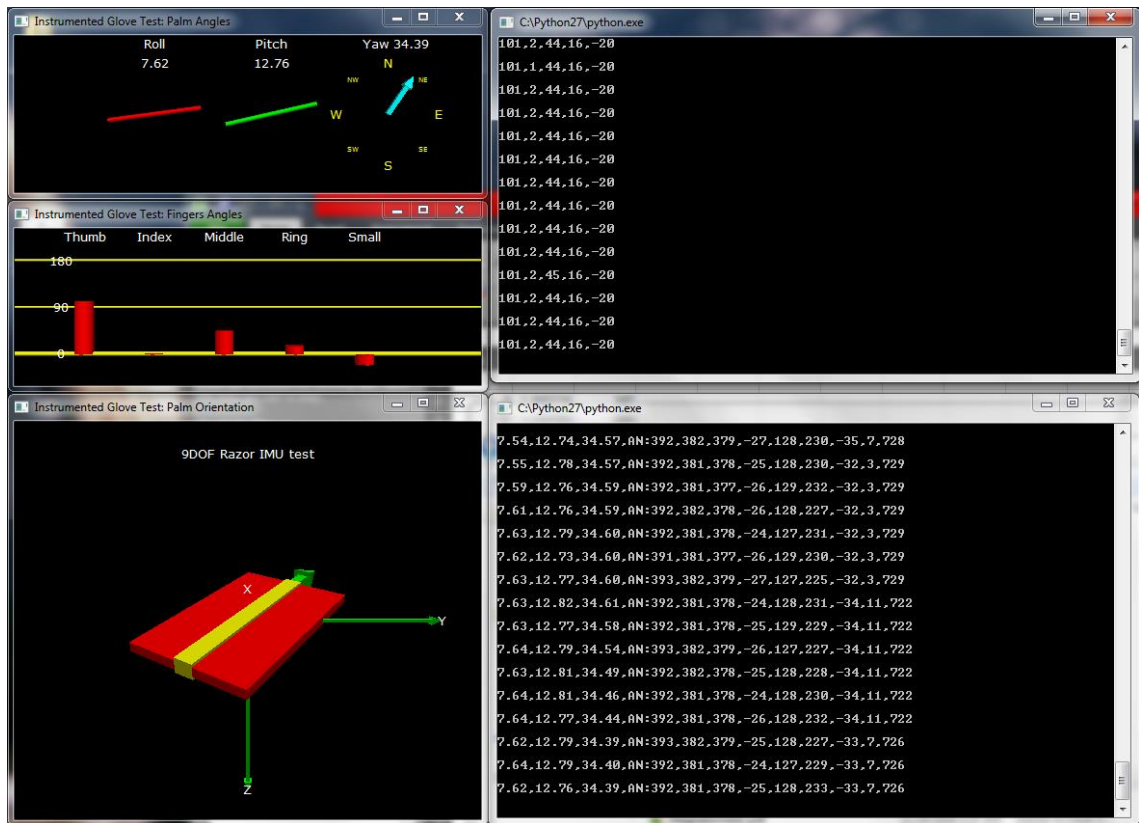 Instrumented Glove Test: Palm Angles
Roll Pitch Yaw 34.39
7.62 12.76 N
NW NE
W E
SW SE
S
Instrumented Glove Test: Fingers Angles
Thumb Index Middle Ring Small
180
90
0
Instrumented Glove Test: Palm Orientation
9DOF Razor IMU test
X
Y
Z
C:\Python27\python.exe
101,2,44,16,-20
101,1,44,16,-20
101,2,44,16,-20
101,2,44,16,-20
101,2,44,16,-20
101,2,44,16,-20
101,2,44,16,-20
101,2,44,16,-20
101,2,44,16,-20
101,2,44,16,-20
101,2,45,16,-20
101,2,44,16,-20
101,2,44,16,-20
101,2,44,16,-20
C:\Python27\python.exe
7.54,12.74,34.57,AN:392,382,379,-27,128,230,-35,7,728
7.55,12.78,34.57,AN:392,381,378,-25,128,230,-32,3,729
7.59,12.76,34.59,AN:392,381,377,-26,129,232,-32,3,729
7.61,12.76,34.59,AN:392,382,378,-26,128,227,-32,3,729
7.63,12.79,34.60,AN:392,382,378,-24,127,231,-32,3,729
7.62,12.73,34.60,AN:391,381,377,-26,129,230,-32,3,729
7.63,12.77,34.60,AN:393,382,379,-27,127,225,-32,3,729
7.63,12.82,34.61,AN:392,381,378,-24,128,231,-34,11,722
7.63,12.77,34.58,AN:392,381,378,-25,129,229,-34,11,722
7.64,12.79,34.54,AN:393,382,379,-26,127,227,-34,11,722
7.63,12.81,34.49,AN:392,381,378,-25,128,228,-34,11,722
7.64,12.81,34.46,AN:392,381,378,-24,128,230,-34,11,722
7.64,12.77,34.44,AN:392,381,378,-26,128,232,-34,11,722
7.62,12.79,34.39,AN:393,382,379,-25,128,227,-33,7,726
7.64,12.79,34.40,AN:392,381,378,-24,127,229,-33,7,726
7.62,12.76,34.39,AN:392,381,378,-25,128,233,-33,7,726